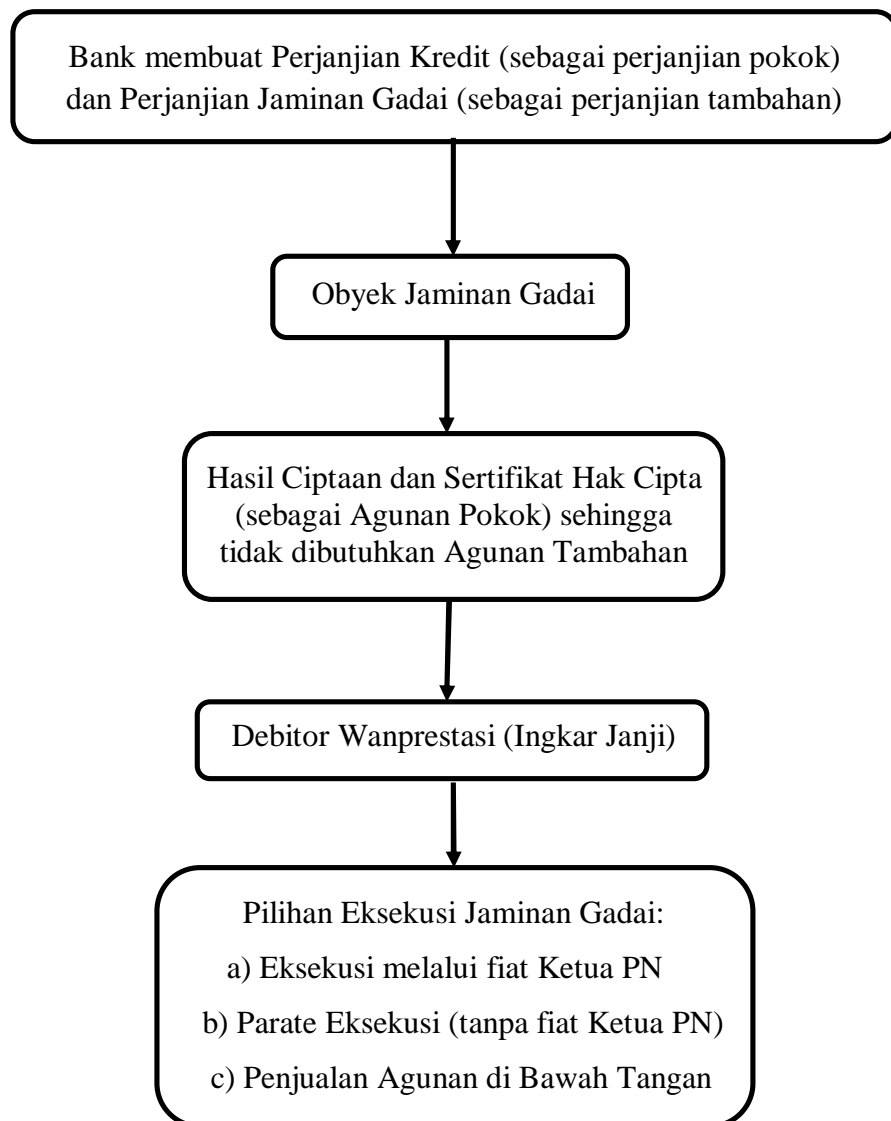 Bank membuat Perjanjian Kredit (sebagai perjanjian pokok)
dan Perjanjian Jaminan Gadai (sebagai perjanjian tambahan)
Obyek Jaminan Gadai
Hasil Ciptaan dan Sertifikat Hak Cipta
(sebagai Agunan Pokok) sehingga
tidak dibutuhkan Agunan Tambahan
Debitor Wanprestasi (Ingkar Janji)
Pilihan Eksekusi Jaminan Gadai:
a) Eksekusi melalui fiat Ketua PN
b) Parate Eksekusi (tanpa fiat Ketua PN)
c) Penjualan Agunan di Bawah Tangan